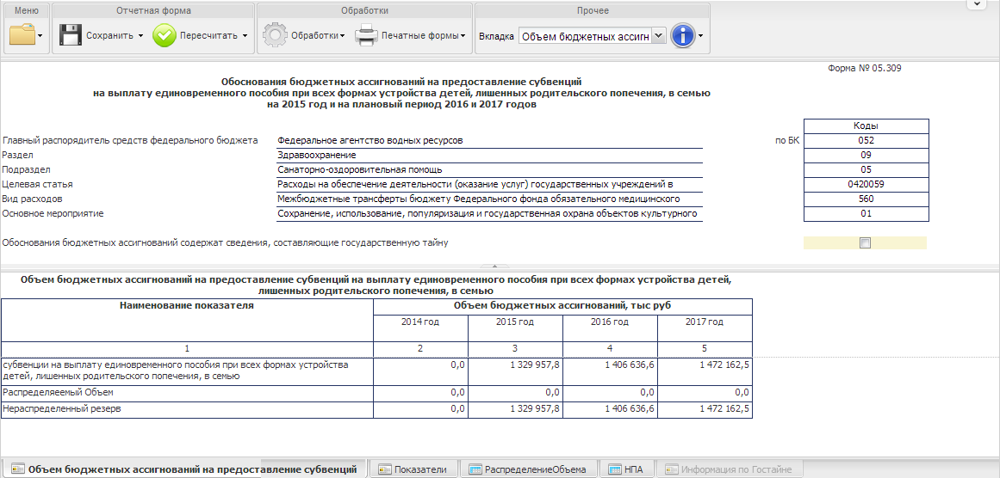 Меню
Отчетная форма
Обработки
Прочее
Сохранить
Пересчитать
Обработки
Печатные формы
Вкладка
Объем бюджетных ассигн
Форма № 05.309
Обоснования бюджетных ассигнований на предоставление субвенций
на выплату единовременного пособия при всех формах устройства детей, лишенных родительского попечения, в семью
на 2015 год и на плановый период 2016 и 2017 годов
Коды
Главный распорядитель средств федерального бюджета Федеральное агентство водных ресурсов по БК 052
Раздел Здравоохранение 09
Подраздел Санаторно-оздоровительная помощь 05
Целевая статья Расходы на обеспечение деятельности (оказание услуг) государственных учреждений в 0420059
Вид расходов Межбюджетные трансферты бюджету Федерального фонда обязательного медицинского 560
Основное мероприятие Сохранение, использование, популяризация и государственная охрана объектов культурного 01
Обоснования бюджетных ассигнований содержат сведения, составляющие государственную тайну
Объем бюджетных ассигнований на предоставление субвенций на выплату единовременного пособия при всех формах устройства детей,
лишенных родительского попечения, в семью
Наименование показателя Объем бюджетных ассигнований, тыс руб
2014 год 2015 год 2016 год 2017 год
1 2 3 4 5
субвенции на выплату единовременного пособия при всех формах устройства 0,0 1 329 957,8 1 406 636,6 1 472 162,5
детей, лишенных родительского попечения, в семью
Распределяеемый Объем 0,0 0,0 0,0 0,0
Нераспределенный резерв 0,0 1 329 957,8 1 406 636,6 1 472 162,5
Объем бюджетных ассигнований на предоставление субвенций
Показатели
РаспределениеОбъема
НПА
Информация по Гостайне